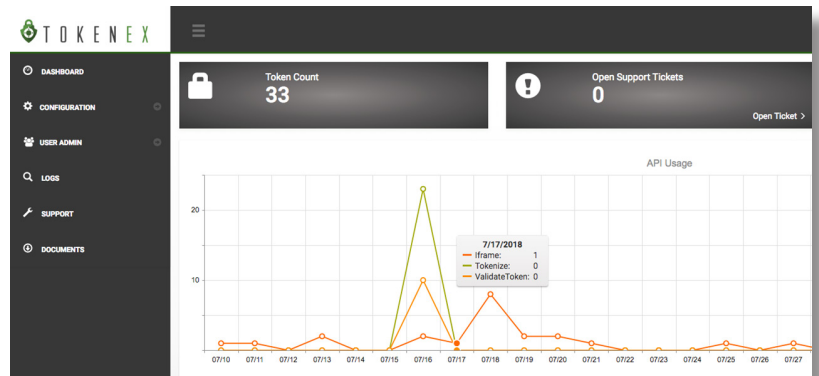 TOKENEX
DASHBOARD
CONFIGURATION
USER ADMIN
LOGS
SUPPORT
DOCUMENTS
Token Count
33
Open Support Tickets
0
Open Ticket >
API Usage
20
10
7/17/2018
Iframe: 1
Tokenize: 0
ValidateToken: 0
07/10 07/11 07/12 07/13 07/14 07/15 07/16 07/17 07/18 07/19 07/20 07/21 07/22 07/23 07/24 07/25 07/26 07/27